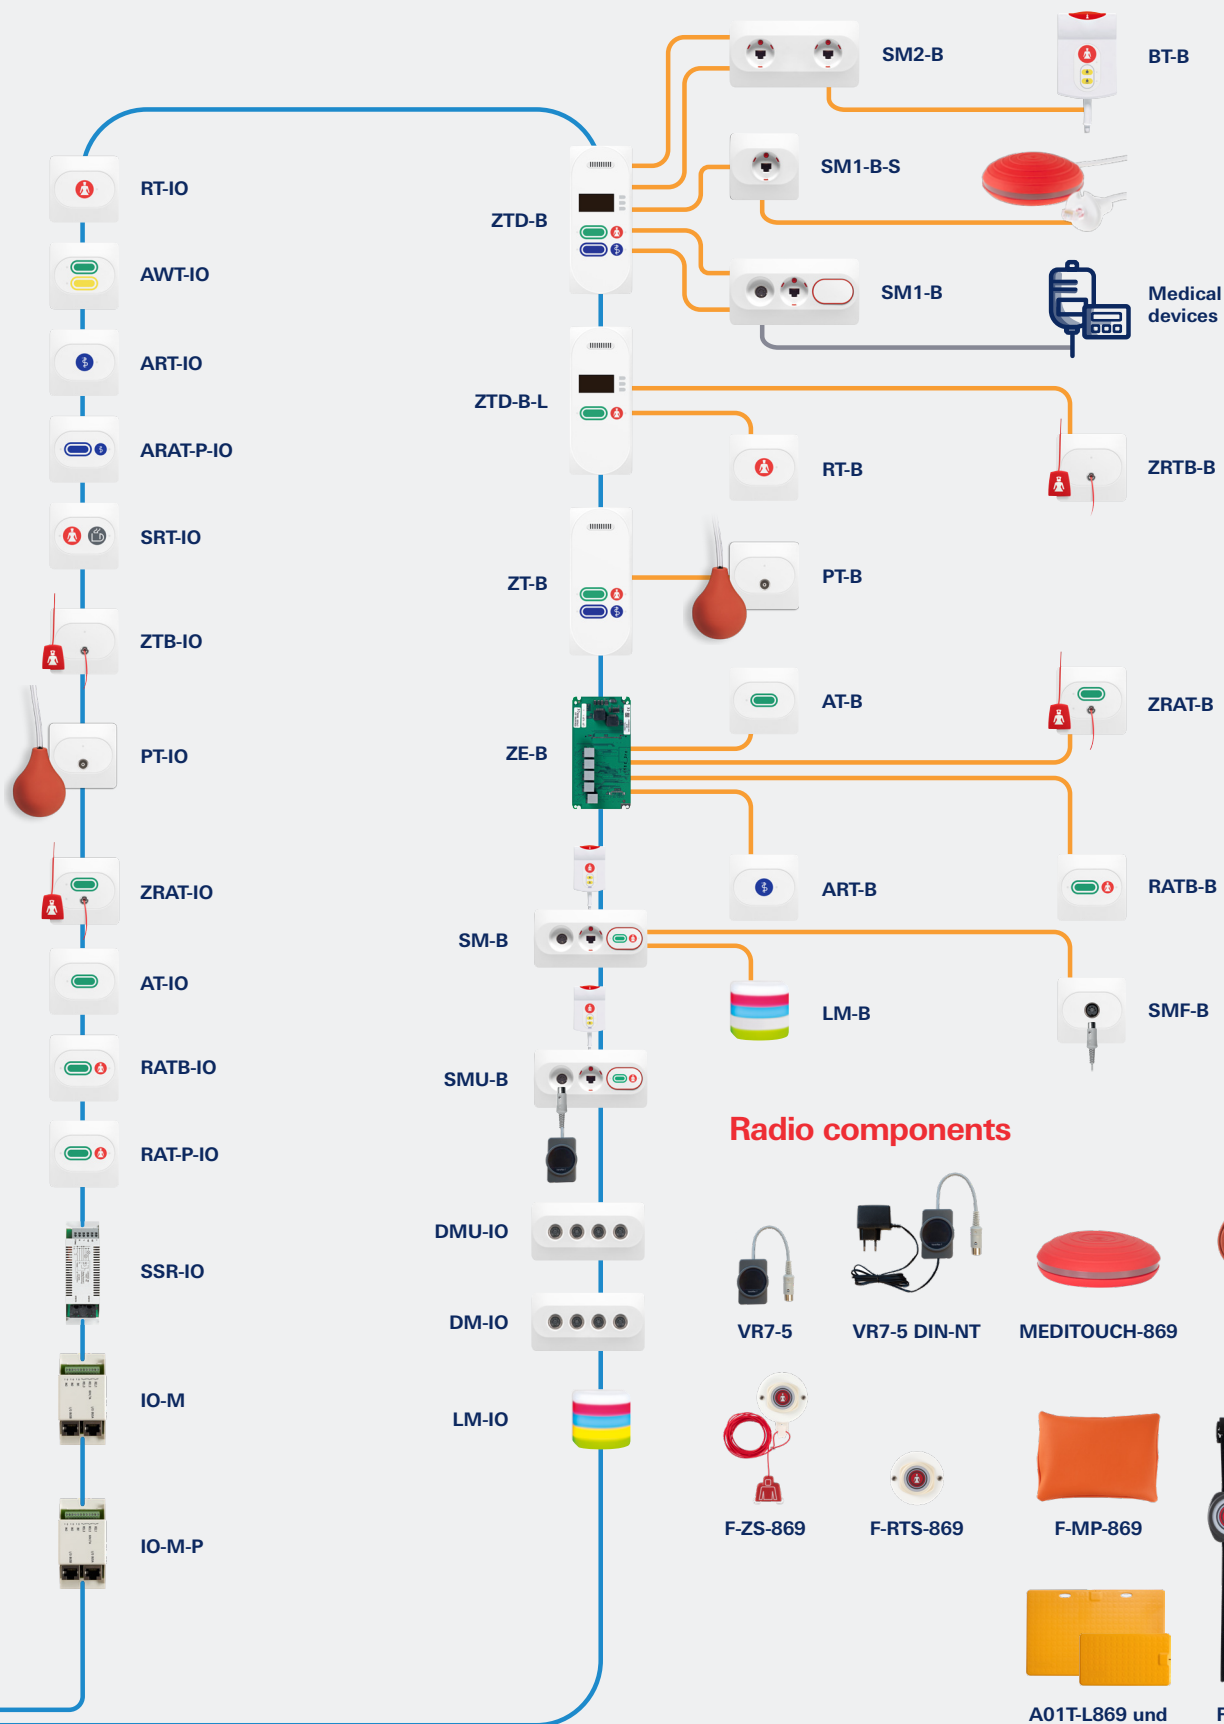 SM2-B
BT-B
RT-IO
SM1-B-S
ZTD-B
AWT-IO
SM1-B
Medical
devices
ART-IO
ZTD-B-L
ARAT-P-IO
RT-B
ZRTB-B
SRT-IO
ZT-B
PT-B
ZTB-IO
AT-B
ZRAT-B
PT-IO
ZE-B
ZRAT-IO
ART-B
RATB-B
SM-B
AT-IO
LM-B
SMF-B
RATB-IO
SMU-B
Radio components
RAT-P-IO
DMU-IO
SSR-IO
DM-IO
VR7-5
VR7-5 DIN-NT
MEDITOUCH-869
IO-M
LM-IO
F-ZS-869
F-RTS-869
F-MP-869
IO-M-P
A01T-L869 und